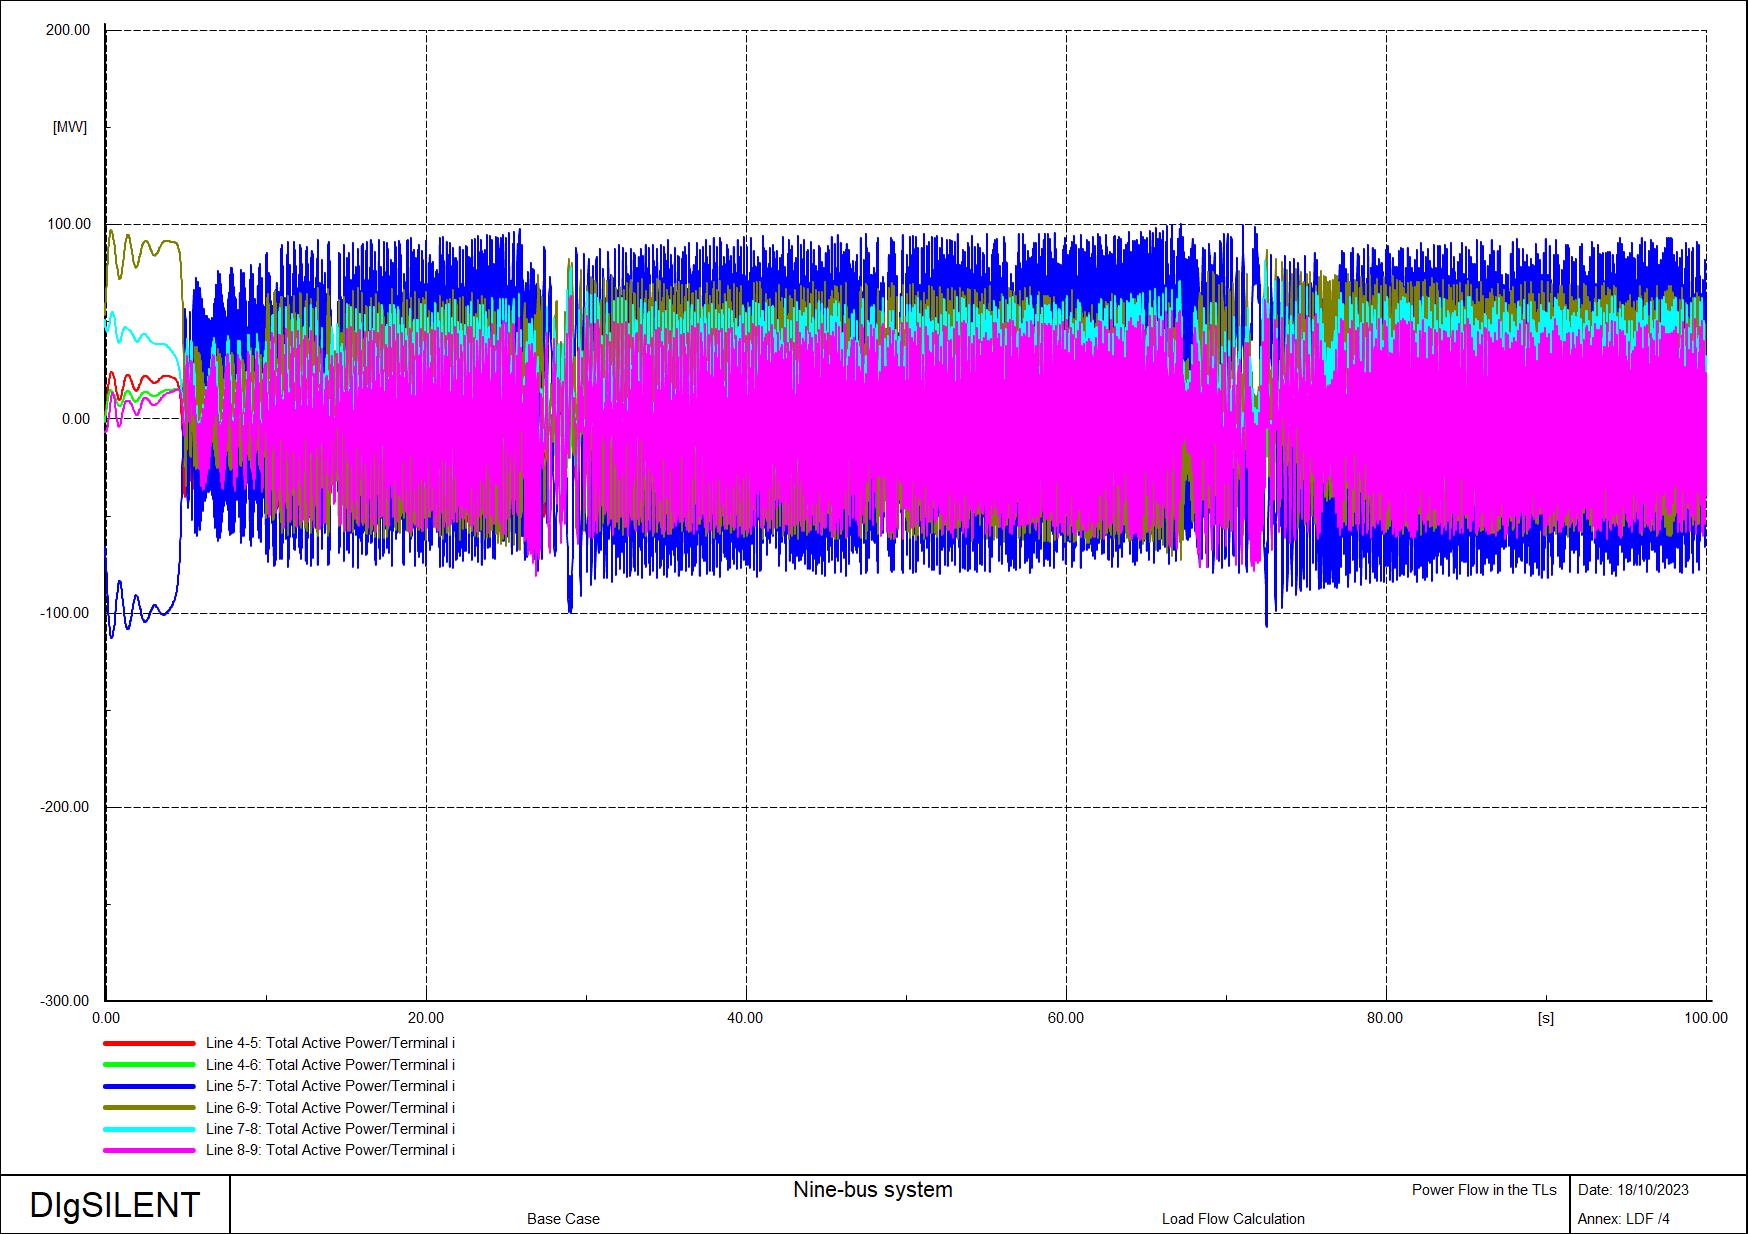 200.00
[MW]
100.00
0.00
-100.00
-200.00
-300.00
0.00 20.00 40.00 60.00 80.00 [s] 100.00
Line 4-5: Total Active Power/Terminal i
Line 4-6: Total Active Power/Terminal i
Line 5-7: Total Active Power/Terminal i
Line 6-9: Total Active Power/Terminal i
Line 7-8: Total Active Power/Terminal i
Line 8-9: Total Active Power/Terminal i
DIgSILENT
Nine-bus system
Base Case
Power Flow in the TLs
Load Flow Calculation
Date: 18/10/2023
Annex: LDF /4